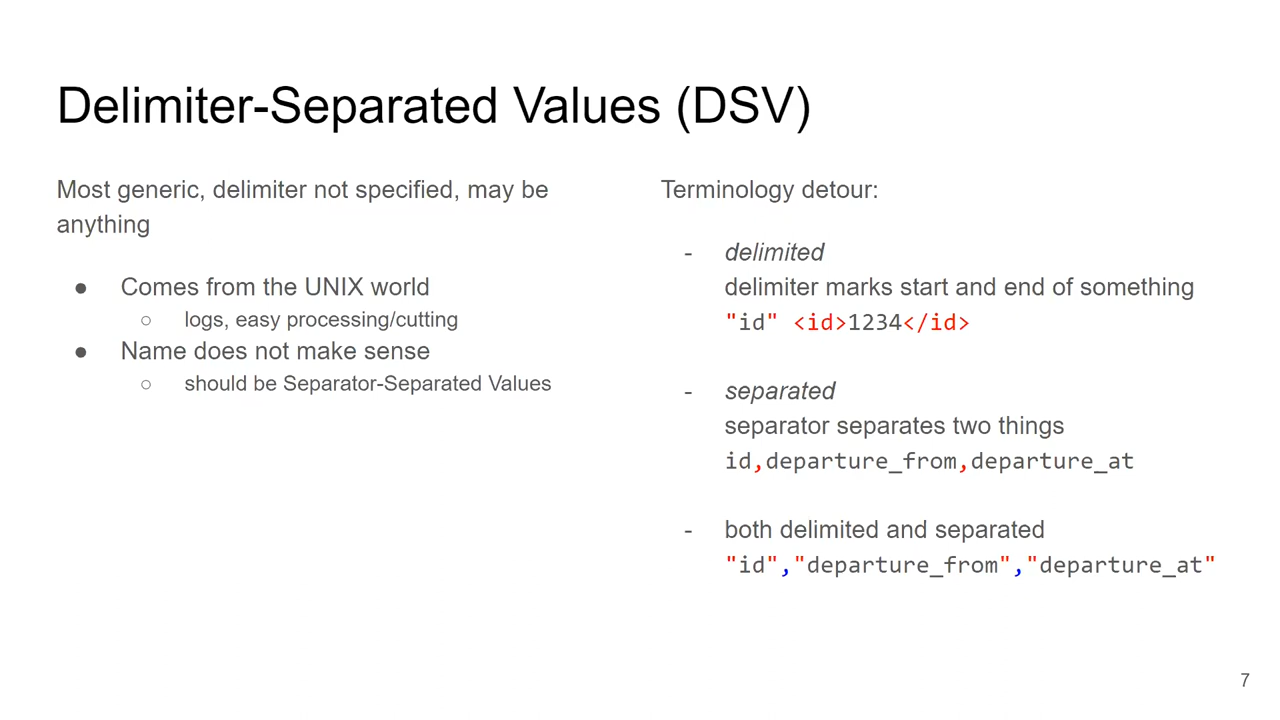 Delimiter-Separated Values (DSV)
Most generic, delimiter not specified, may be
anything
● Comes from the UNIX world
○ logs, easy processing/cutting
● Name does not make sense
○ should be Separator-Separated Values
Terminology detour:
- delimited
delimiter marks start and end of something
"id" <id>1234</id>
- separated
separator separates two things
id,departure_from,departure_at
- both delimited and separated
"id","departure_from","departure_at"
7